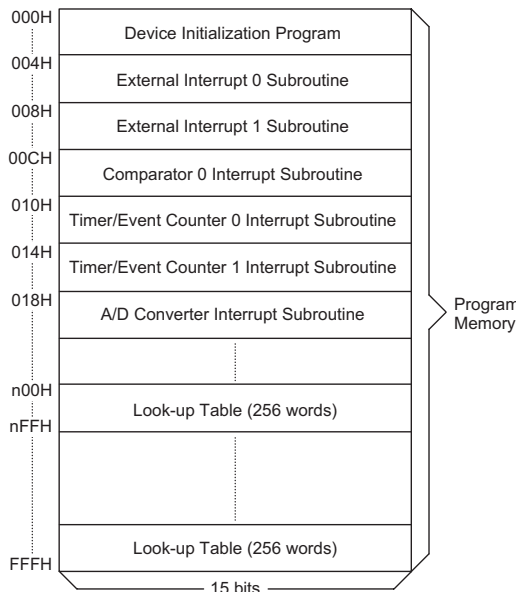 000H
Device Initialization Program
004H
External Interrupt 0 Subroutine
008H
External Interrupt 1 Subroutine
00CH
Comparator 0 Interrupt Subroutine
010H
Timer/Event Counter 0 Interrupt Subroutine
014H
Timer/Event Counter 1 Interrupt Subroutine
018H
A/D Converter Interrupt Subroutine
Program
Memory
n00H
Look-up Table (256 words)
nFFH
Look-up Table (256 words)
FFFH
15 bits